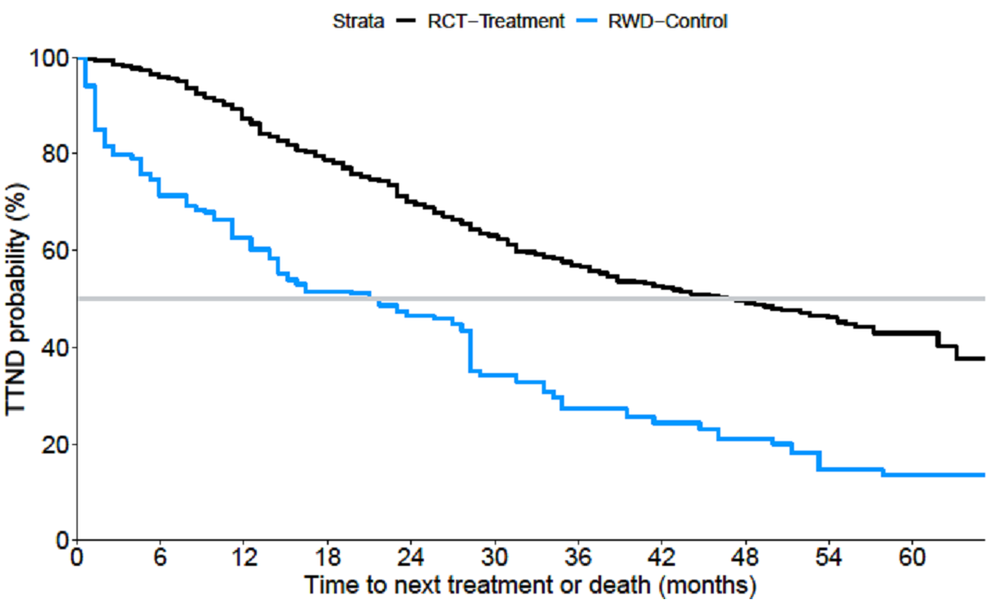 Strata RCT−Treatment RWD−Control
TTND probability (%)
100
80
60
40
20
0
0 6 12 18 24 30 36 42 48 54 60
Time to next treatment or death (months)